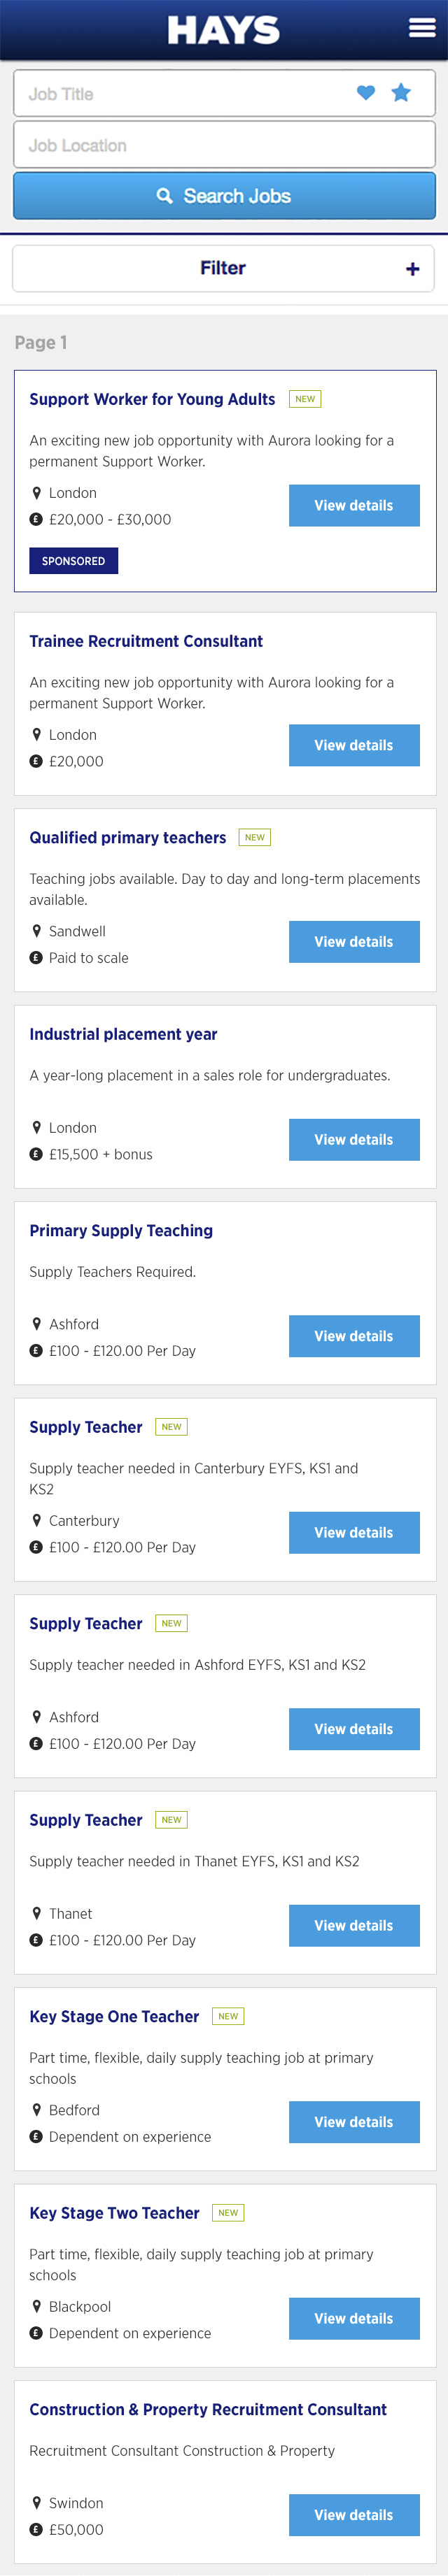 HAYS
Job Title
Job Location
Search Jobs
Filter +
Page 1
Support Worker for Young Adults NEW
An exciting new job opportunity with Aurora looking for a
permanent Support Worker.
London
£20,000 - £30,000
View details
SPONSORED
Trainee Recruitment Consultant
An exciting new job opportunity with Aurora looking for a
permanent Support Worker.
London
£20,000
View details
Qualified primary teachers NEW
Teaching jobs available. Day to day and long-term placements
available.
Sandwell
Paid to scale
View details
Industrial placement year
A year-long placement in a sales role for undergraduates.
London
£15,500 + bonus
View details
Primary Supply Teaching
Supply Teachers Required.
Ashford
£100 - £120.00 Per Day
View details
Supply Teacher NEW
Supply teacher needed in Canterbury EYFS, KS1 and
KS2
Canterbury
£100 - £120.00 Per Day
View details
Supply Teacher NEW
Supply teacher needed in Ashford EYFS, KS1 and KS2
Ashford
£100 - £120.00 Per Day
View details
Supply Teacher NEW
Supply teacher needed in Thanet EYFS, KS1 and KS2
Thanet
£100 - £120.00 Per Day
View details
Key Stage One Teacher NEW
Part time, flexible, daily supply teaching job at primary
schools
Bedford
Dependent on experience
View details
Key Stage Two Teacher NEW
Part time, flexible, daily supply teaching job at primary
schools
Blackpool
Dependent on experience
View details
Construction & Property Recruitment Consultant
Recruitment Consultant Construction & Property
Swindon
£50,000
View details